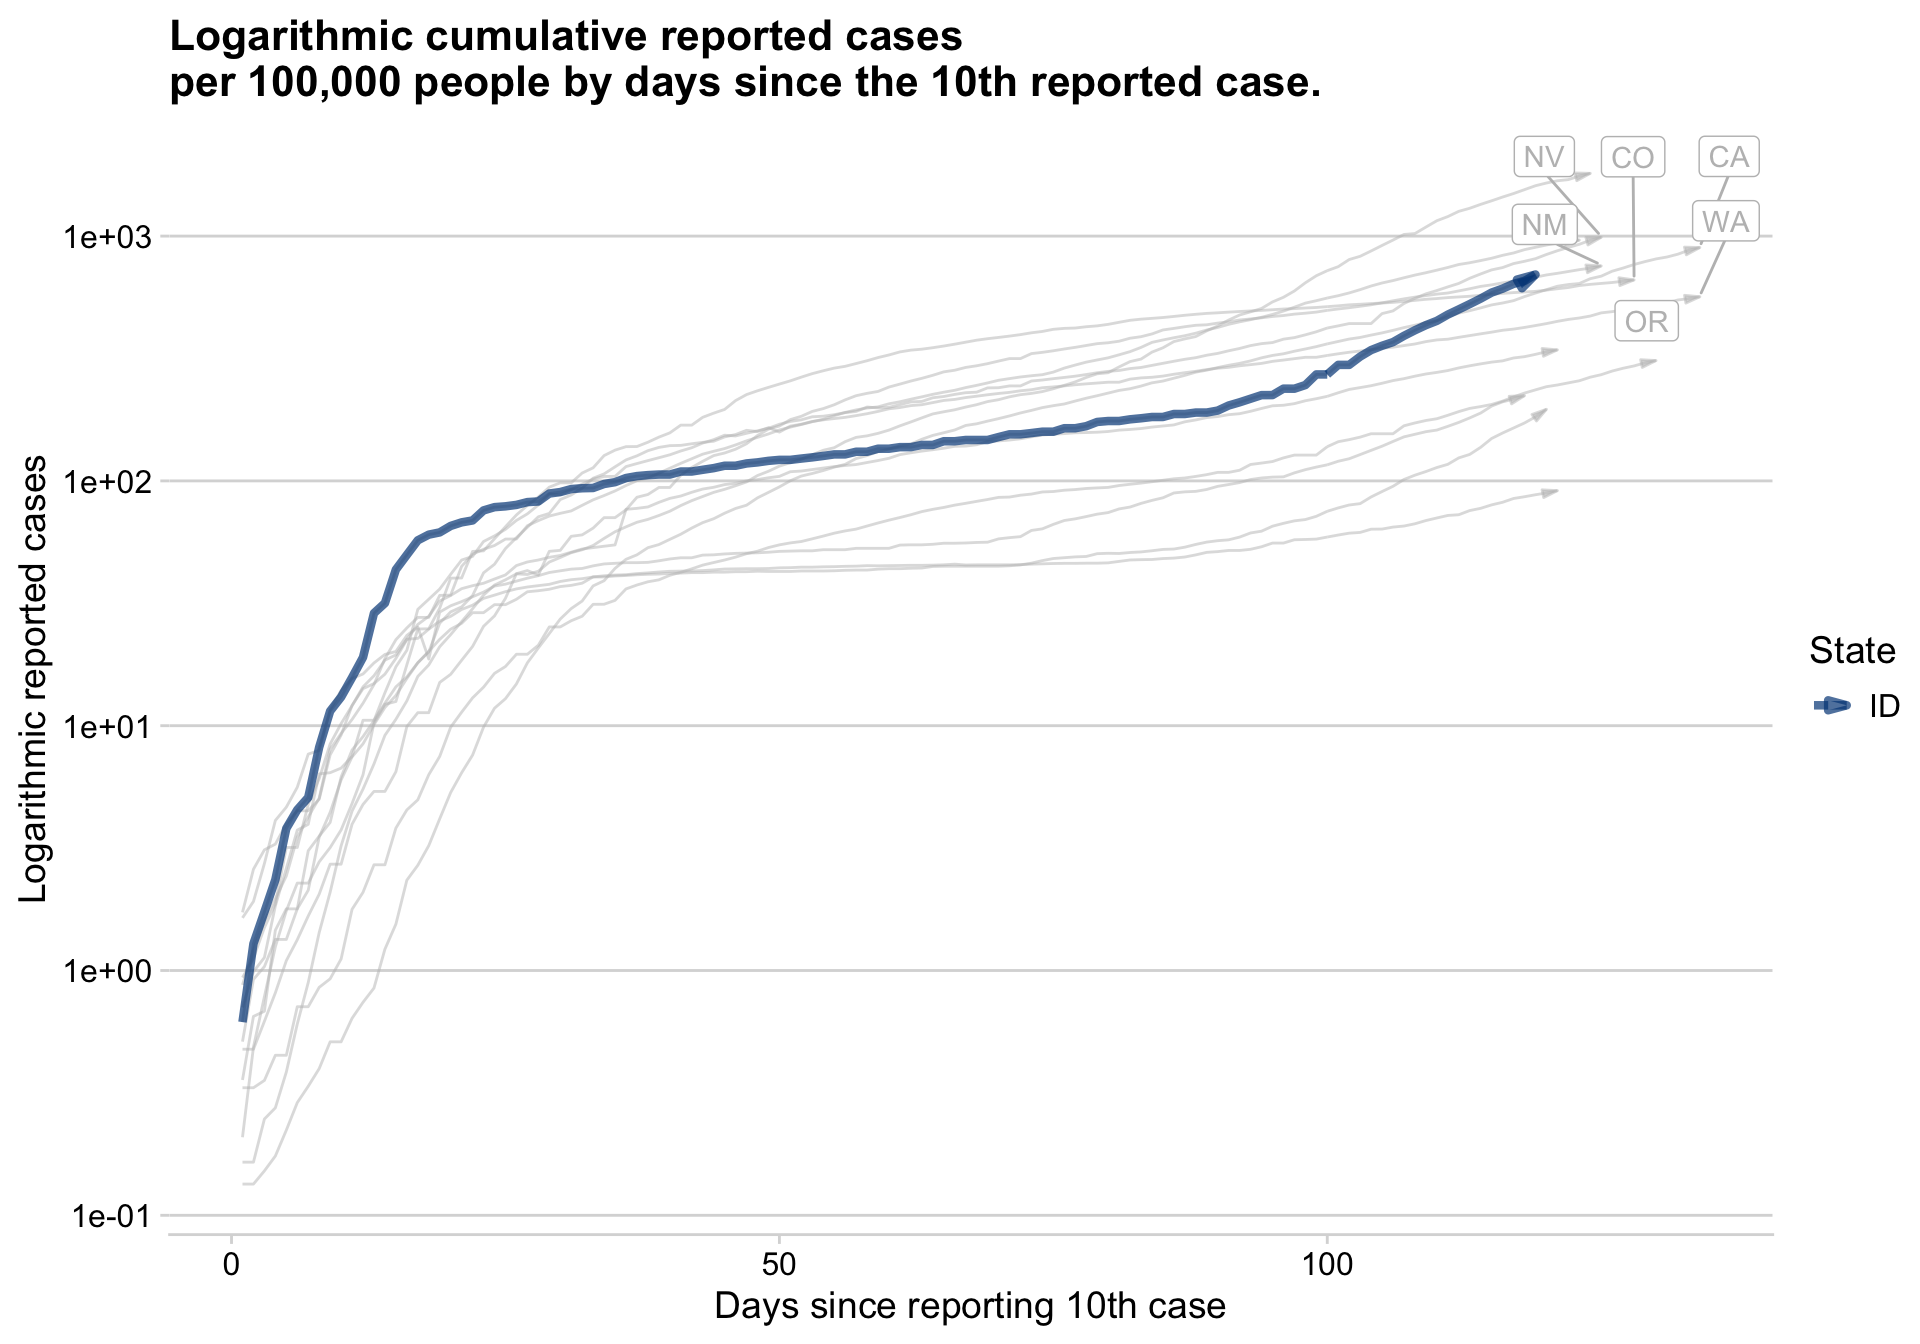 Logarithmic cumulative reported cases
per 100,000 people by days since the 10th reported case.
NV
CO
CA
NM
WA
OR
1e+03
1e+02
1e+01
1e+00
1e-01
Logarithmic reported cases
0
50
100
Days since reporting 10th case
State
ID